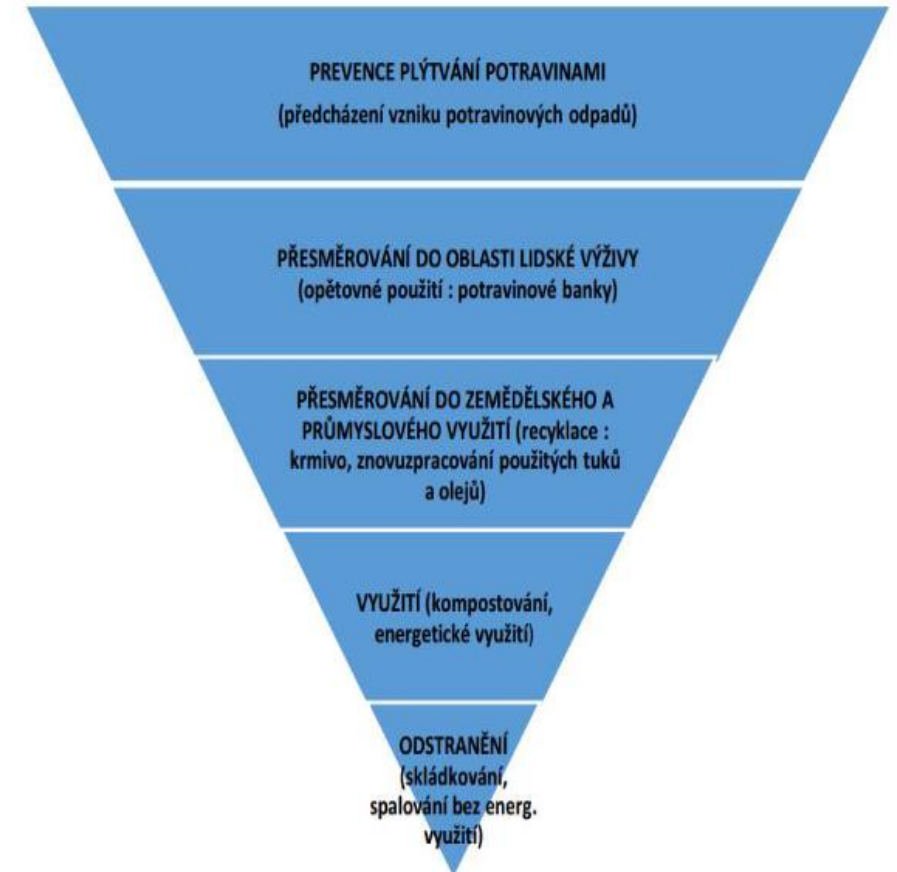 PREVENCE PLÝTVÁNÍ POTRAVINAMI
(předcházení vzniku potravinových odpadů)
PŘESMĚROVÁNÍ DO OBLASTI LIDSKÉ VÝŽIVY
(opětovné použití : potravinové banky)
PŘESMĚROVÁNÍ DO ZEMĚDĚLSKÉHO A
PRŮMYSLOVÉHO VYUŽITÍ (recyklace :
krmivo, znovuzpracování použitých tuků
a olejů)
VYUŽITÍ (kompostování,
energetické využití)
ODSTRANĚNÍ
(skládkování,
spalování bez energ.
využití)